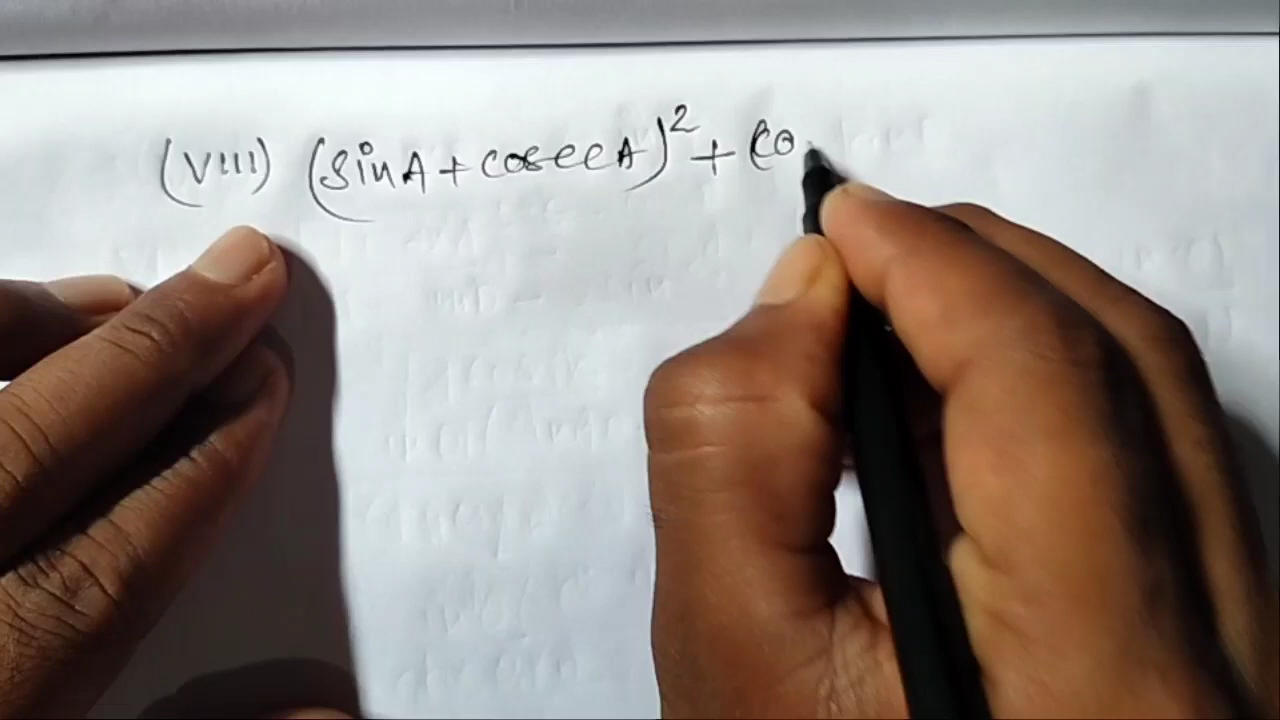 (VIII) (sinA + cosecA)² + (co